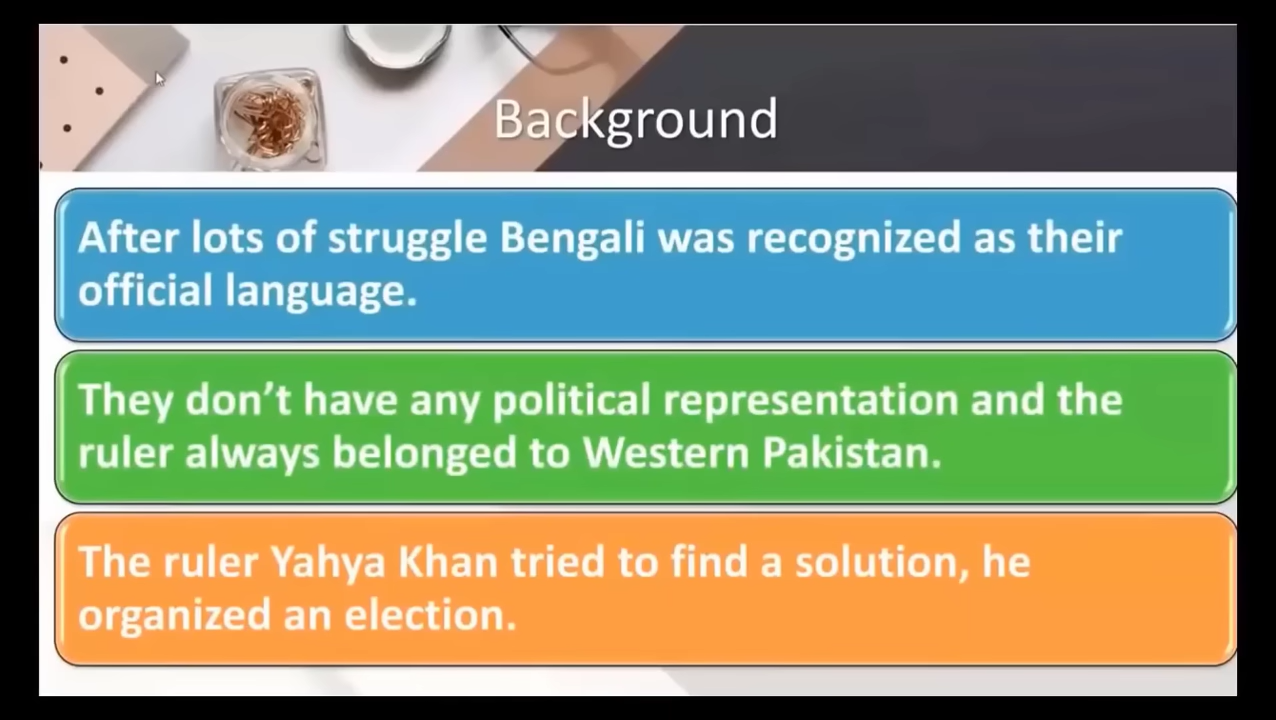 Background
After lots of struggle Bengali was recognized as their
official language.
They don't have any political representation and the
ruler always belonged to Western Pakistan.
The ruler Yahya Khan tried to find a solution, he
organized an election.